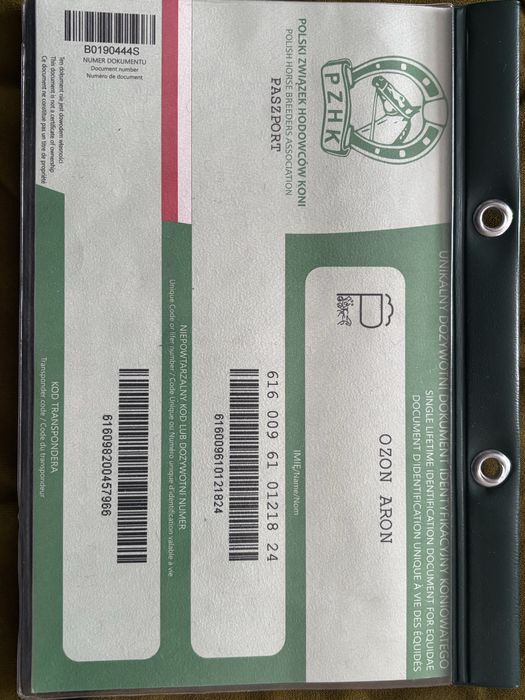 UNIKALNY DOŻYWOTNI DOKUMENT IDENTYFIKACYJNY KONIOWATEGO
SINGLE LIFETIME IDENTIFICATION DOCUMENT FOR EQUIDAE
DOCUMENT D'IDENTIFICATION UNIQUE À VIE DES ÉQUIDÉS
PZHK
POLSKI ZWIĄZEK HODOWCÓW KONI
POLISH HORSE BREEDERS ASSOCIATION
PASZPORT
P
OZON ARON
IMIĘ/Name/Nom
616 009 61 01218 24
616009610121824
NIEPOWTARZALNY KOD LUB DOŻYWOTNI NUMER
Unique Code or lifer number / Code Unique où Numéro unique d'identification valable à vie
616098200457966
KOD TRANSPONDERA
Transponder code / Code du transpondeur
B0190444S
NUMER DOKUMENTU
Document number
Numéro de document
Ten dokument nie jest dowodem własności
This document is not a certificate of ownership
Ce document ne constitue pas un titre de propriété